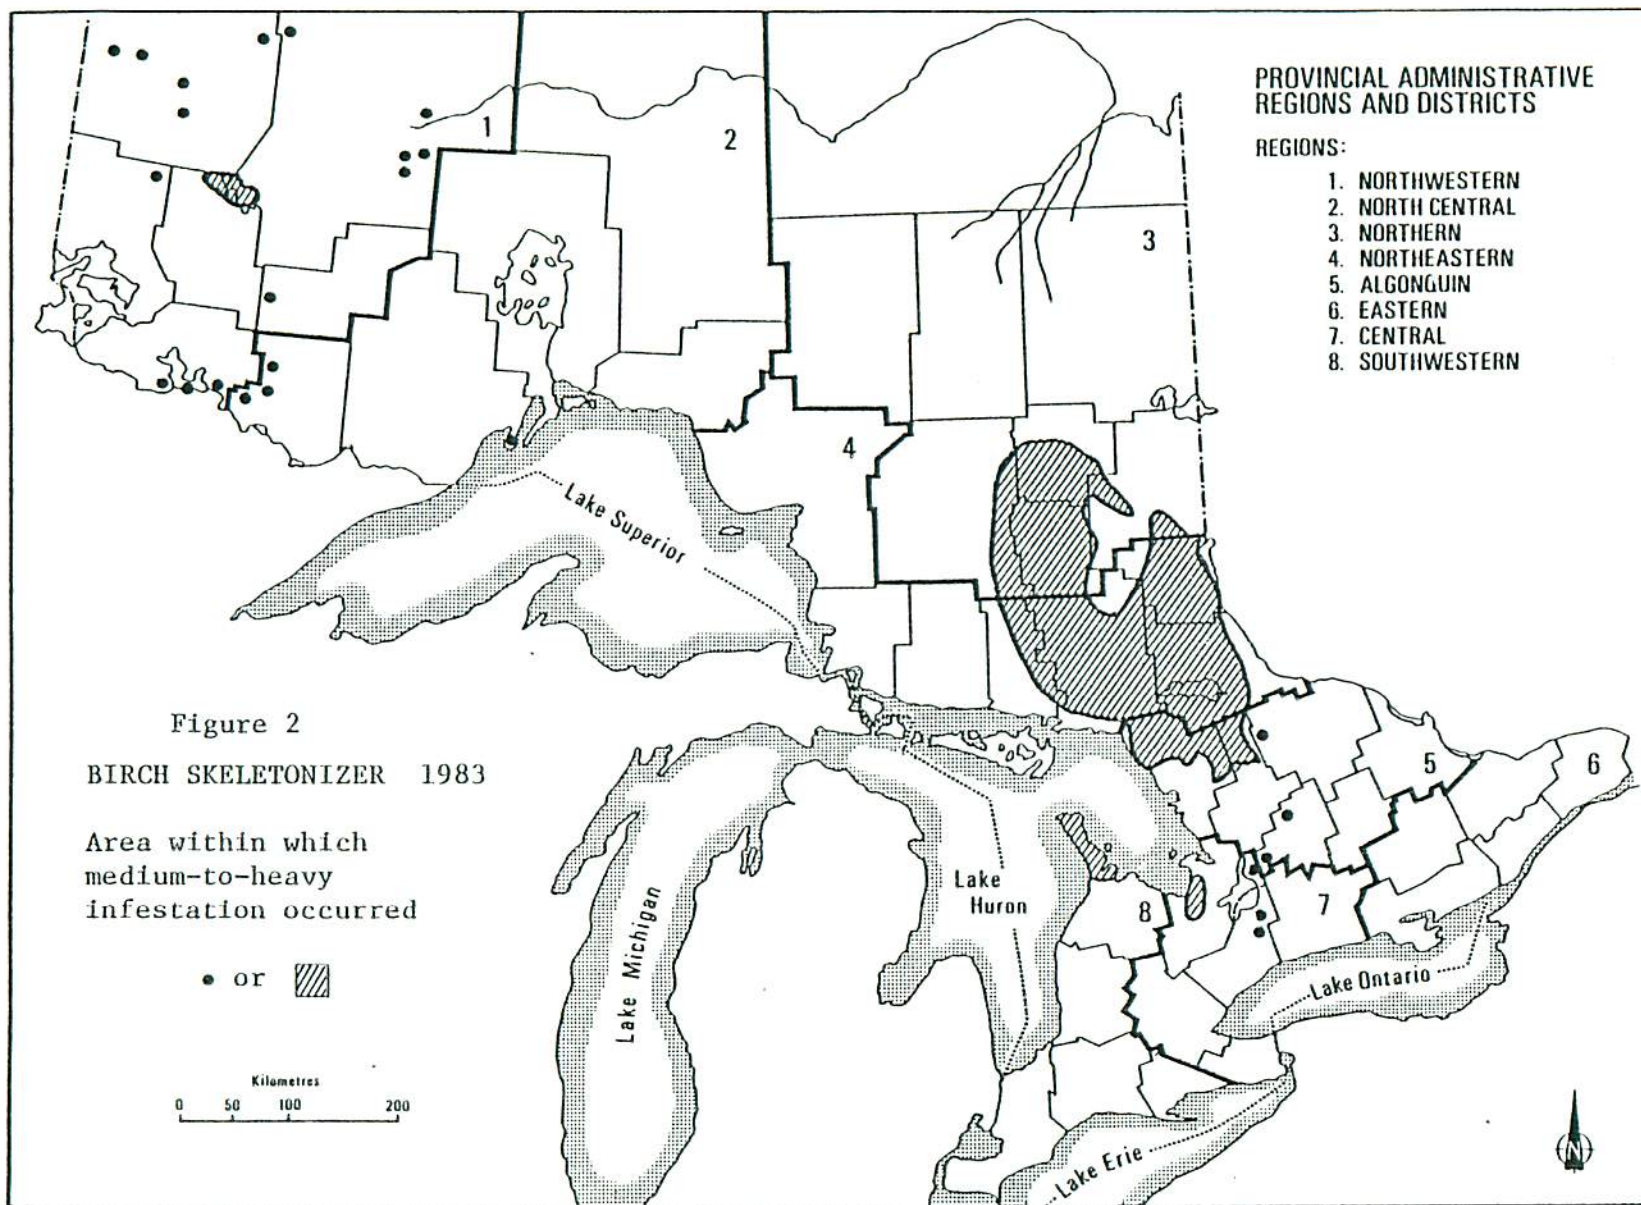 PROVINCIAL ADMINISTRATIVE
REGIONS AND DISTRICTS
REGIONS:
1. NORTHWESTERN
2. NORTH CENTRAL
3. NORTHERN
4. NORTHEASTERN
5. ALGONQUIN
6. EASTERN
7. CENTRAL
8. SOUTHWESTERN
1
2
3
4
5
6
7
8
Lake Superior
Lake Michigan
Lake
Huron
Lake Ontario
Lake Erie
Figure 2
BIRCH SKELETONIZER 1983
Area within which
medium-to-heavy
infestation occurred
or
Kilometres
0 50 100 200
N